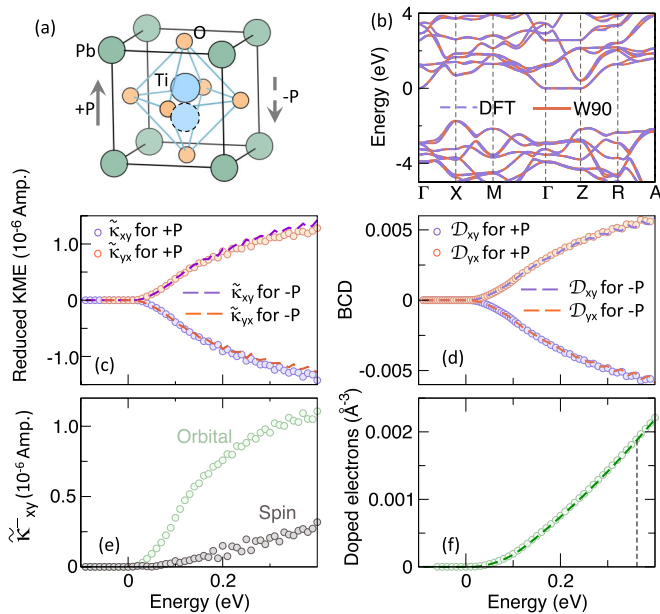 (a)
O
Pb
Ti
+P
-P
(b)
4
0
-4
Energy (eV)
DFT
W90
Γ X M Γ Z R A
Reduced KME (10⁻⁶ Amp.)
1.0
0
-1.0
κ̃xy for +P
κ̃yx for +P
κ̃xy for -P
κ̃yx for -P
(c)
BCD
0.005
0
-0.005
𝒟xy for +P
𝒟yx for +P
𝒟xy for -P
𝒟yx for -P
(d)
κ̃⁻xy (10⁻⁶ Amp.)
1.0
0.5
0
Orbital
Spin
(e)
0 0.2
Energy (eV)
Doped electrons (Å⁻³)
0.002
0.001
0
(f)
0 0.2
Energy (eV)